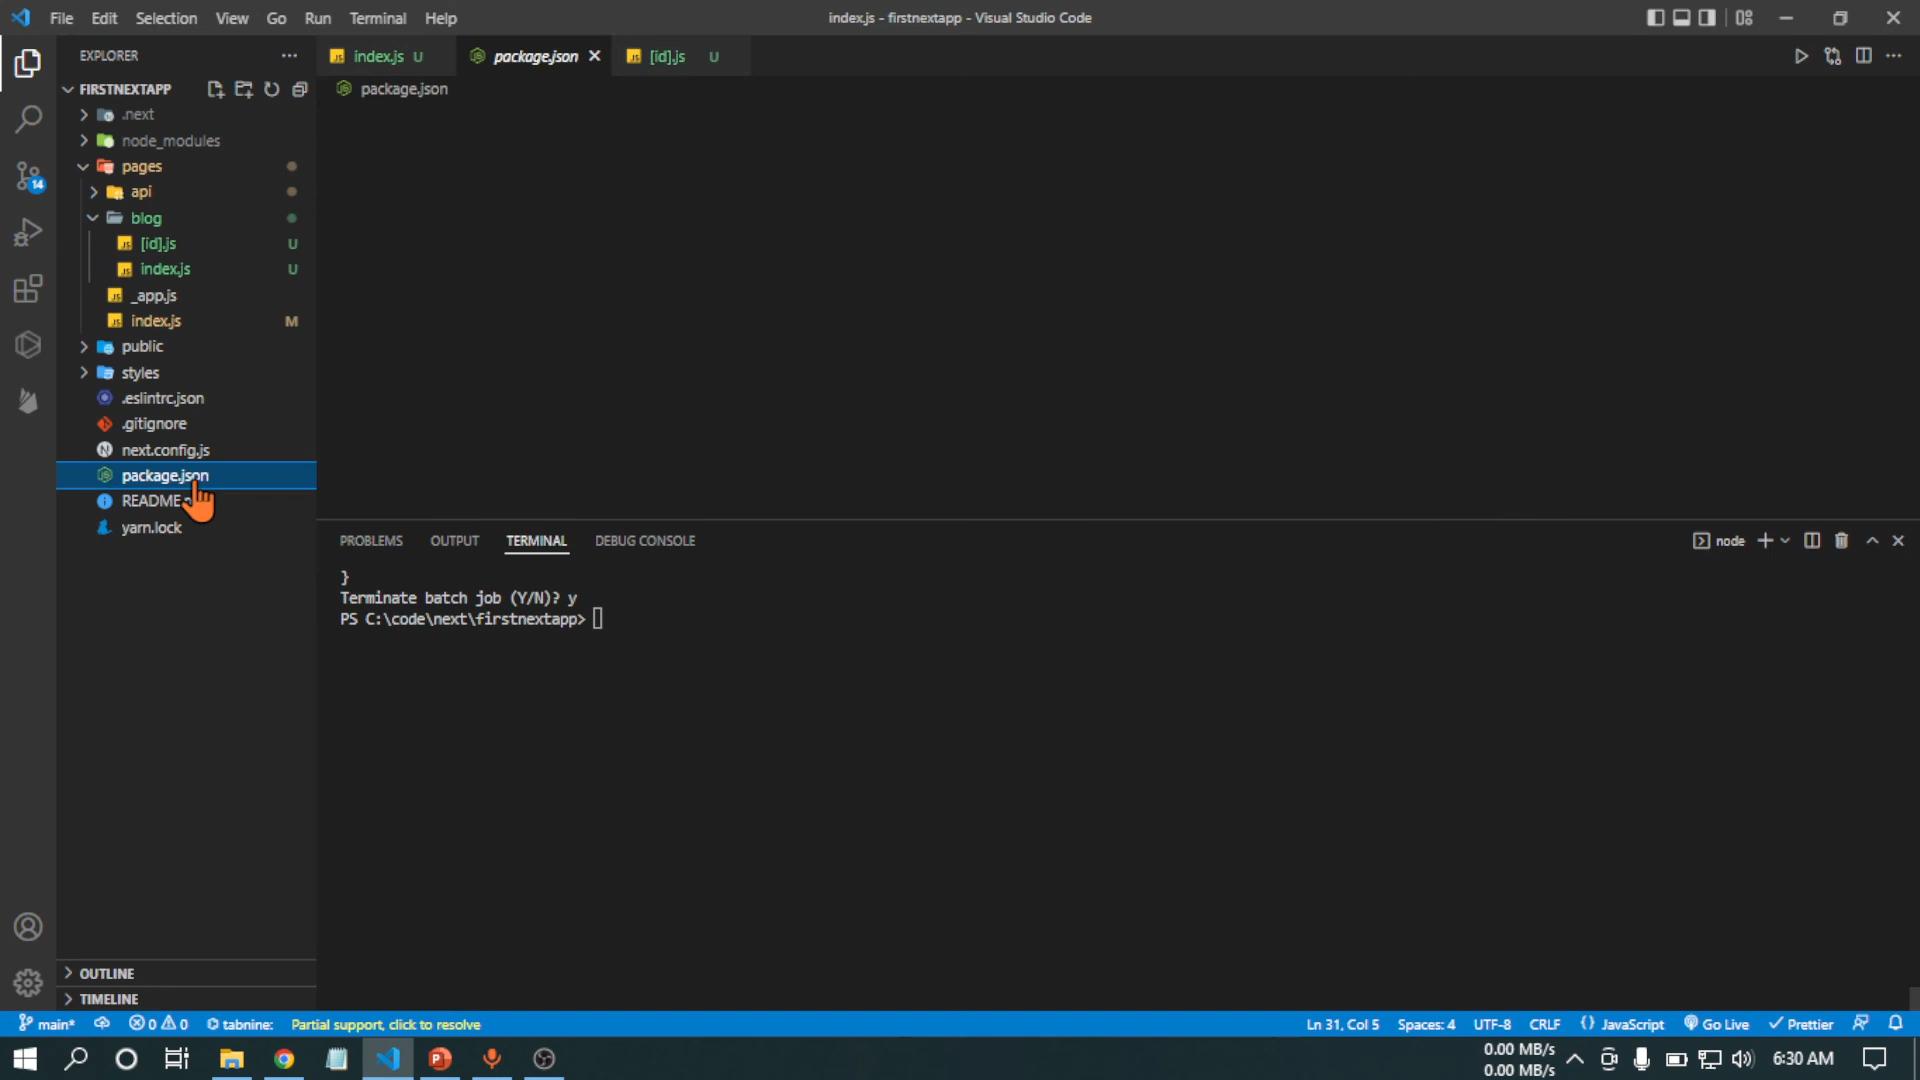 File Edit Selection View Go Run Terminal Help
index.js - firstnextapp - Visual Studio Code
EXPLORER
index.js U
package.json
[id].js U
FIRSTNEXTAPP
package.json
.next
node_modules
pages
api
blog
[id].js U
index.js U
_app.js
index.js M
public
styles
.eslintrc.json
.gitignore
next.config.js
package.json
README
yarn.lock
14
PROBLEMS OUTPUT TERMINAL DEBUG CONSOLE
node
}
Terminate batch job (Y/N)? y
PS C:\code\next\firstnextapp>
OUTLINE
TIMELINE
main* 0 0 tabnine: Partial support, click to resolve
Ln 31, Col 5 Spaces: 4 UTF-8 CRLF {} JavaScript Go Live Prettier
0.00 MB/s
0.00 MB/s
6:30 AM